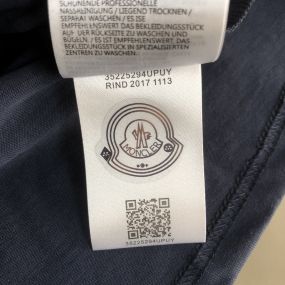 SCHONENDE PROFESSIONELLE
NASSREINIGUNG / LIEGEND TROCKNEN /
SEPARAT WASCHEN / ES IST
EMPFEHLENSWERT DAS BEKLEIDUNGSSTÜCK
AUF DER RÜCKSEITE ZU WASCHEN UND
BÜGELN / ES IST EMPFEHLENSWERT, DAS
BEKLEIDUNGSSTÜCK IN SPEZIALISIERTEN
ZENTREN ZU WASCHEN.
35225294UPUY
RIND 2017 1113
MONCLER
35225294UPUY